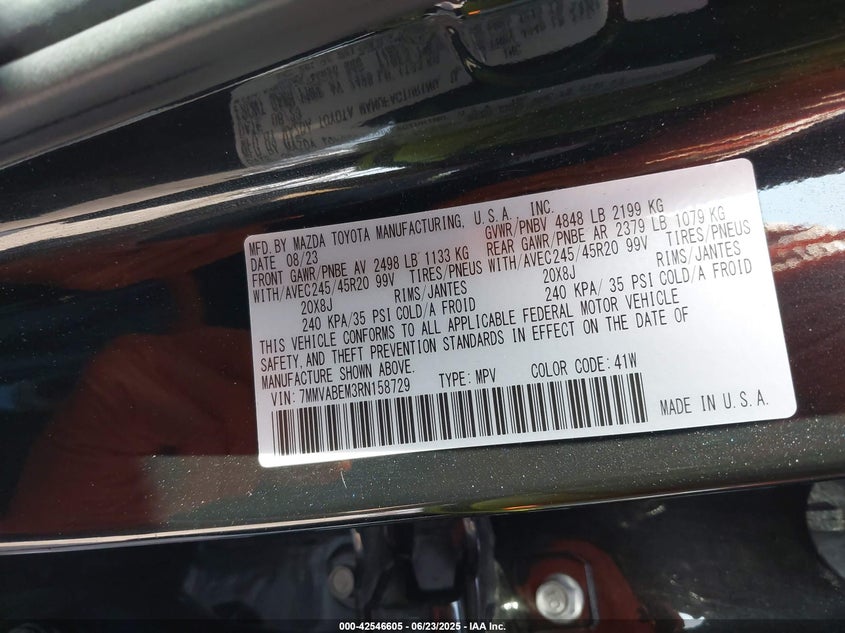 MFD.BY MAZDA TOYOTA MANUFACTURING, U.S.A. INC.
DATE 08/23 GVWR/PNBV 4848 LB 2199 KG
FRONT GAWR/PNBE AV 2498 LB 1133 KG REAR GAWR/PNBE AR 2379 LB 1079 KG
WITH/AVEC245/45R20 99V TIRES/PNEUS WITH/AVEC245/45R20 99V TIRES/PNEUS
20X8J RIMS/JANTES 20X8J RIMS/JANTES
240 KPA/35 PSI COLD/A FROID 240 KPA/ 35 PSI COLD/A FROID
THIS VEHICLE CONFORMS TO ALL APPLICABLE FEDERAL MOTOR VEHICLE
SAFETY, AND THEFT PREVENTION STANDARDS IN EFFECT ON THE DATE OF
MANUFACTURE SHOWN ABOVE.
VIN: 7MMVABEM3RN158729 TYPE: MPV COLOR CODE: 41W
MADE IN U.S.A.
000-42546605 - 06/23/2025 - IAA Inc.